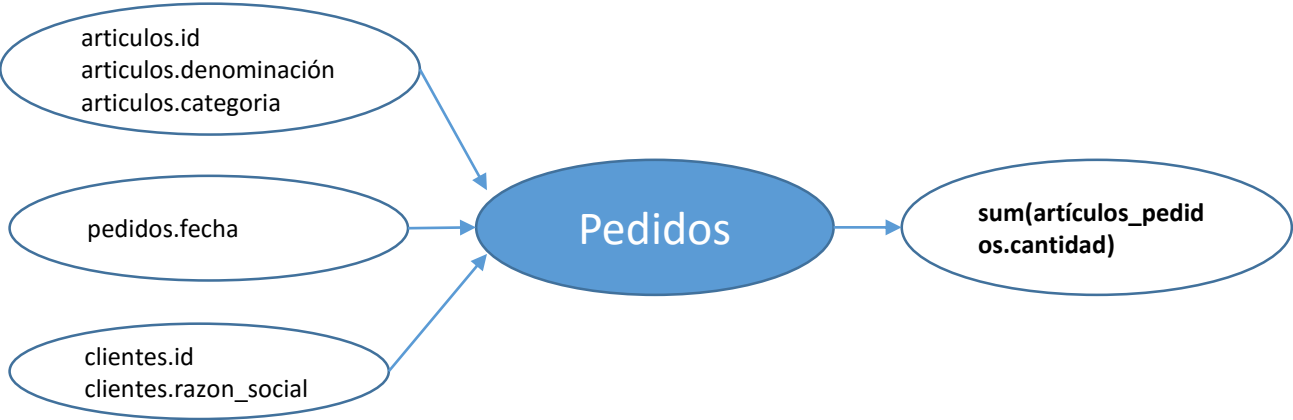 articulos.id
articulos.denominación
articulos.categoria
pedidos.fecha
clientes.id
clientes.razon_social
Pedidos
sum(artículos_pedid
os.cantidad)